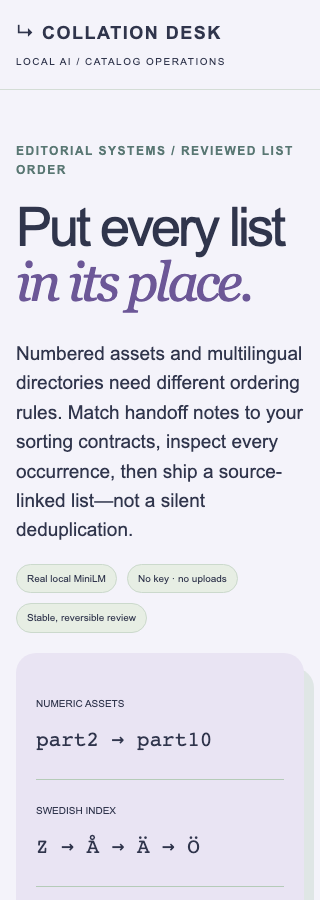 ↳ COLLATION DESK
LOCAL AI / CATALOG OPERATIONS
EDITORIAL SYSTEMS / REVIEWED LIST
ORDER
Put every list
in its place.
Numbered assets and multilingual
directories need different ordering
rules. Match handoff notes to your
sorting contracts, inspect every
occurrence, then ship a source-
linked list—not a silent
deduplication.
Real local MiniLM
No key · no uploads
Stable, reversible review
NUMERIC ASSETS
part2 → part10
SWEDISH INDEX
Z → Å → Ä → Ö